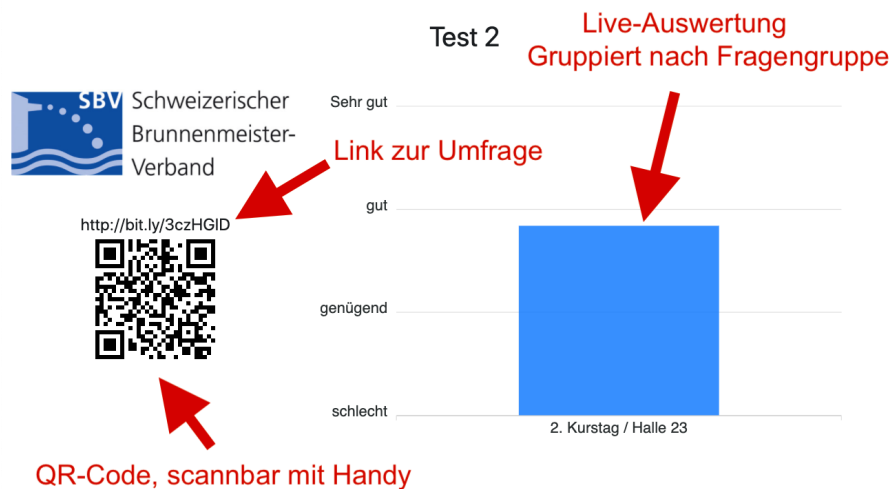 Test 2
Live-Auswertung
Gruppiert nach Fragengruppe
SBV
Schweizerischer
Brunnenmeister-
Verband
Link zur Umfrage
http://bit.ly/3czHGlD
QR-Code, scannbar mit Handy
Sehr gut
gut
genügend
schlecht
2. Kurstag / Halle 23